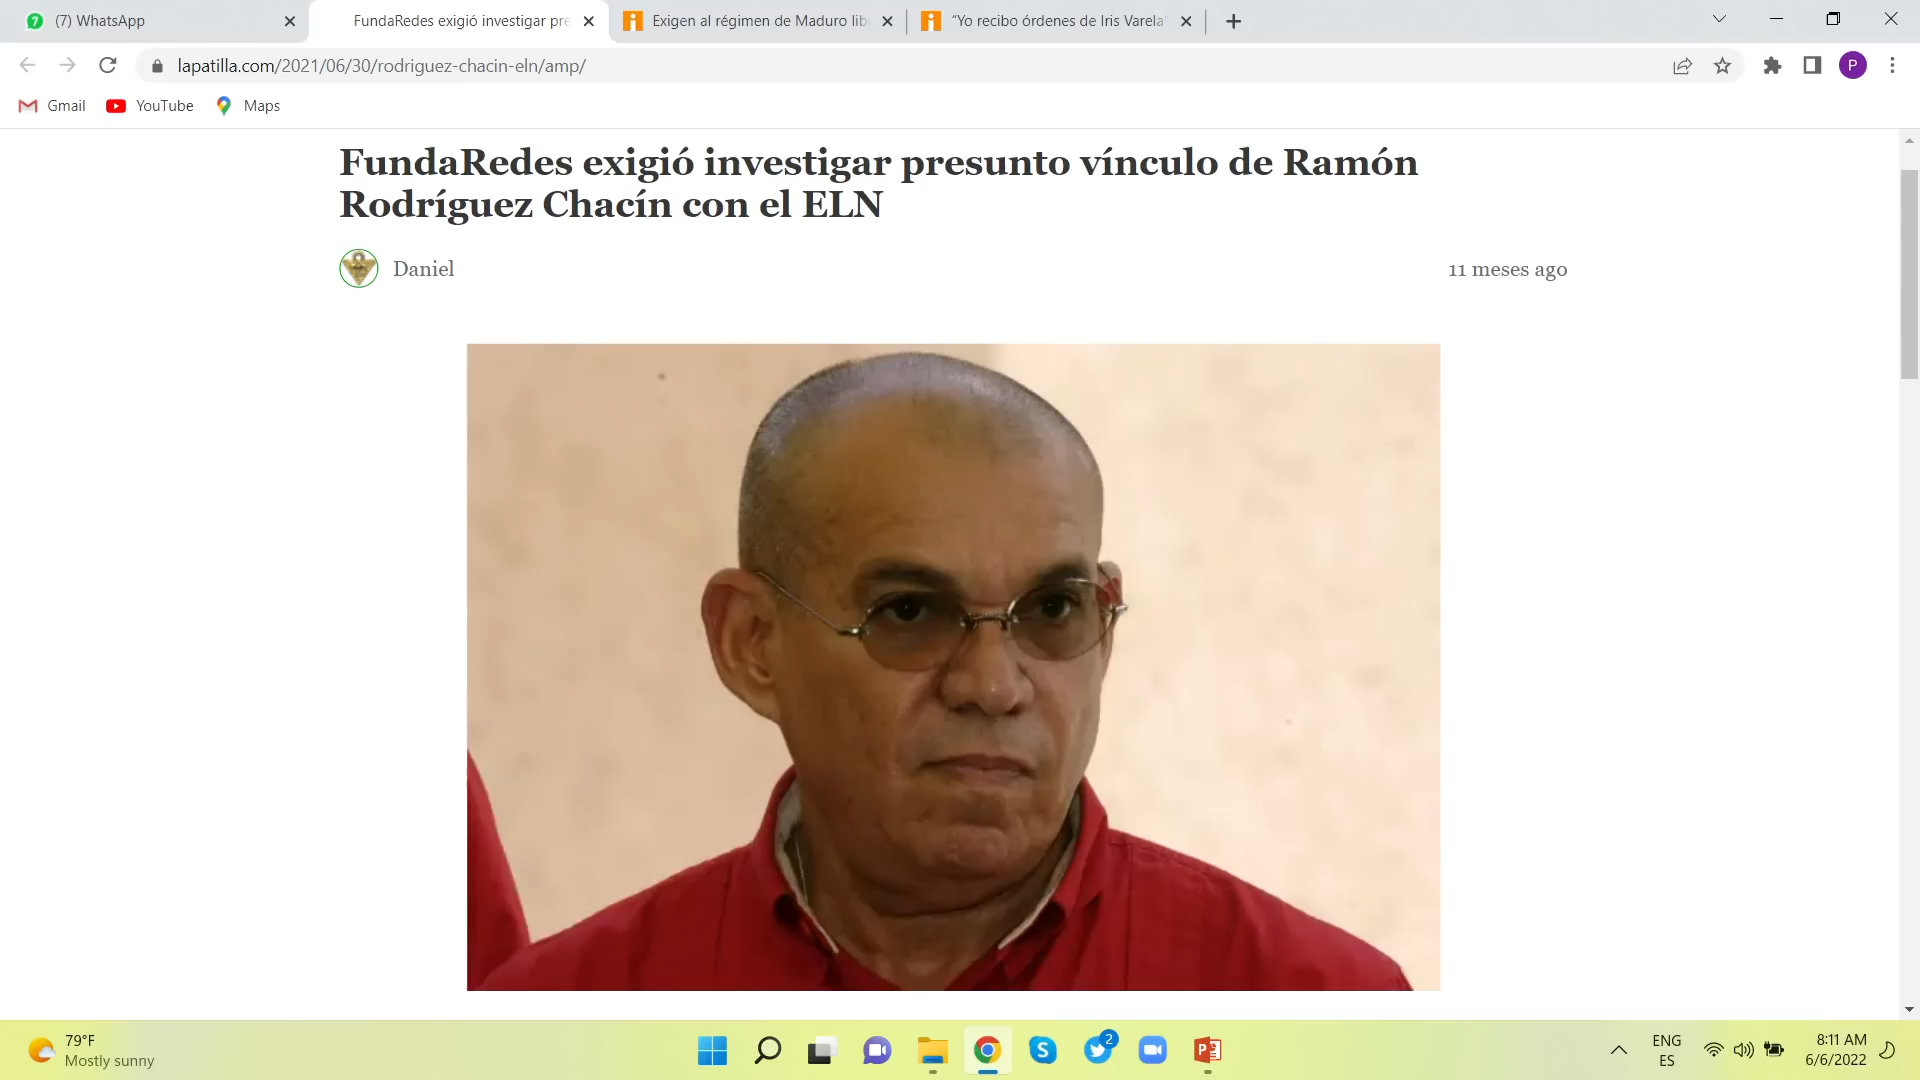 7
(7) WhatsApp
FundaRedes exigió investigar pre
Exigen al régimen de Maduro lib
"Yo recibo órdenes de Iris Varela"
lapatilla.com/2021/06/30/rodriguez-chacin-eln/amp/
P
Gmail
YouTube
Maps
FundaRedes exigió investigar presunto vínculo de Ramón
Rodríguez Chacín con el ELN
Daniel
11 meses ago
79°F
Mostly sunny
2
ENG
ES
8:11 AM
6/6/2022